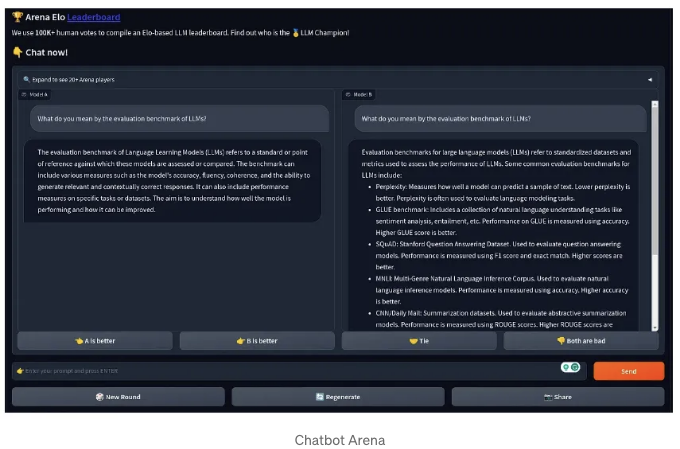 🏆 Arena Elo Leaderboard
We use 100K+ human votes to compile an Elo-based LLM leaderboard. Find out who is the 🥇LLM Champion!
👇 Chat now!
🔍 Expand to see 20+ Arena players
Model A
What do you mean by the evaluation benchmark of LLMs?
The evaluation benchmark of Language Learning Models (LLMs) refers to a standard or point
of reference against which these models are assessed or compared. The benchmark can
include various measures such as the model's accuracy, fluency, coherence, and the ability to
generate relevant and contextually correct responses. It can also include performance
measures on specific tasks or datasets. The aim is to understand how well the model is
performing and how it can be improved.
Model B
What do you mean by the evaluation benchmark of LLMs?
Evaluation benchmarks for large language models (LLMs) refer to standardized datasets and
metrics used to assess the performance of LLMs. Some common evaluation benchmarks for
LLMs include:
• Perplexity: Measures how well a model can predict a sample of text. Lower perplexity is
better. Perplexity is often used to evaluate language modeling tasks.
• GLUE benchmark: Includes a collection of natural language understanding tasks like
sentiment analysis, entailment, etc. Performance on GLUE is measured using accuracy.
Higher GLUE score is better.
• SQuAD: Stanford Question Answering Dataset. Used to evaluate question answering
models. Performance is measured using F1 score and exact match. Higher scores are
better.
• MNLI: Multi-Genre Natural Language Inference Corpus. Used to evaluate natural
language inference models. Performance is measured using accuracy. Higher accuracy
is better.
• CNN/Daily Mail: Summarization datasets. Used to evaluate abstractive summarization
models. Performance is measured using ROUGE scores. Higher ROUGE scores are
👈 A is better
👉 B is better
🤝 Tie
👎 Both are bad
👉 Enter your prompt and press ENTER
Send
🎲 New Round
🔄 Regenerate
📷 Share
Chatbot Arena